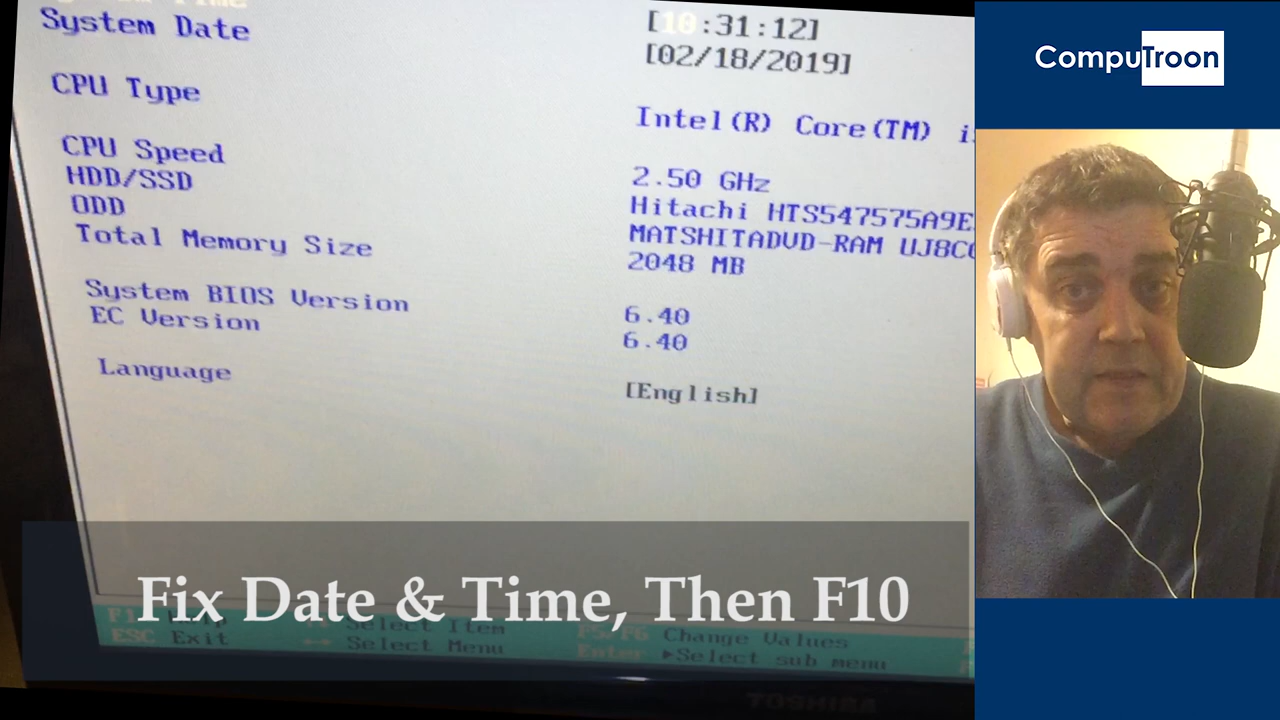 System Date
[10:31:12]
[02/18/2019]
CPU Type
Intel(R) Core(TM)
CPU Speed
2.50 GHz
HDD/SSD
Hitachi HTS547575A9E
ODD
MATSHITADVD-RAM UJ8C
Total Memory Size
2048 MB
System BIOS Version
6.40
EC Version
6.40
Language
[English]
Fix Date & Time, Then F10
Select Item
F5/F6 Change Values
ESC Exit
Select Menu
Enter ▸Select sub menu
TOSHIBA
CompuTroon